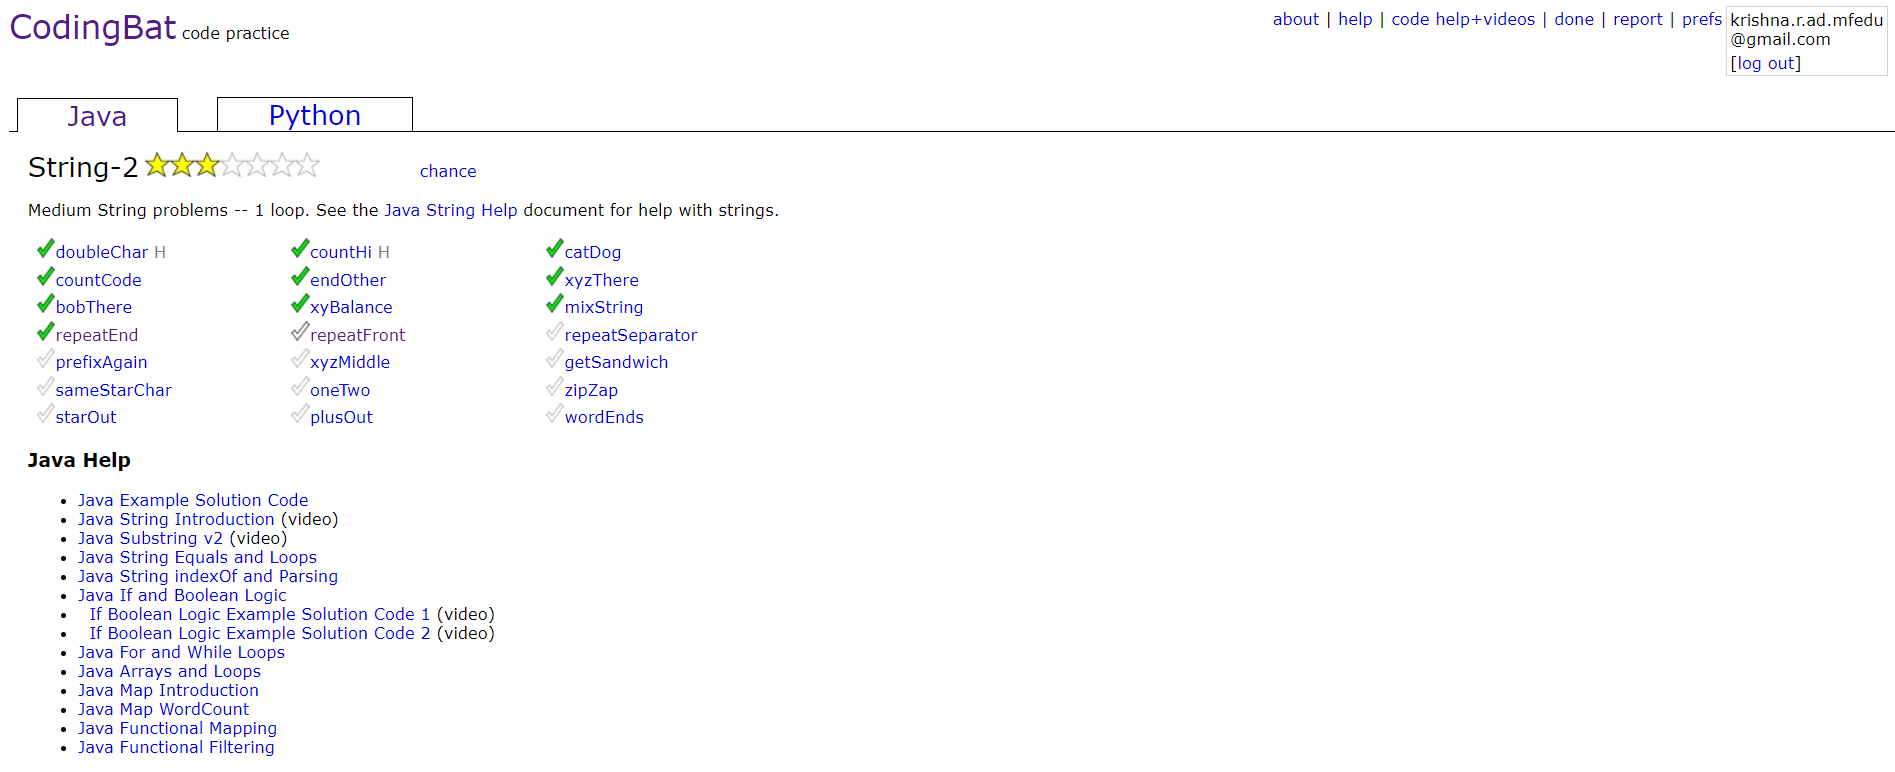 CodingBat code practice
about | help | code help+videos | done | report | prefs
krishna.r.ad.mfedu
@gmail.com
[log out]
Java
Python
String-2
chance
Medium String problems -- 1 loop. See the Java String Help document for help with strings.
doubleChar H countHi H catDog
countCode endOther xyzThere
bobThere xyBalance mixString
repeatEnd repeatFront repeatSeparator
prefixAgain xyzMiddle getSandwich
sameStarChar oneTwo zipZap
starOut plusOut wordEnds
Java Help
• Java Example Solution Code
• Java String Introduction (video)
• Java Substring v2 (video)
• Java String Equals and Loops
• Java String indexOf and Parsing
• Java If and Boolean Logic
• If Boolean Logic Example Solution Code 1 (video)
• If Boolean Logic Example Solution Code 2 (video)
• Java For and While Loops
• Java Arrays and Loops
• Java Map Introduction
• Java Map WordCount
• Java Functional Mapping
• Java Functional Filtering